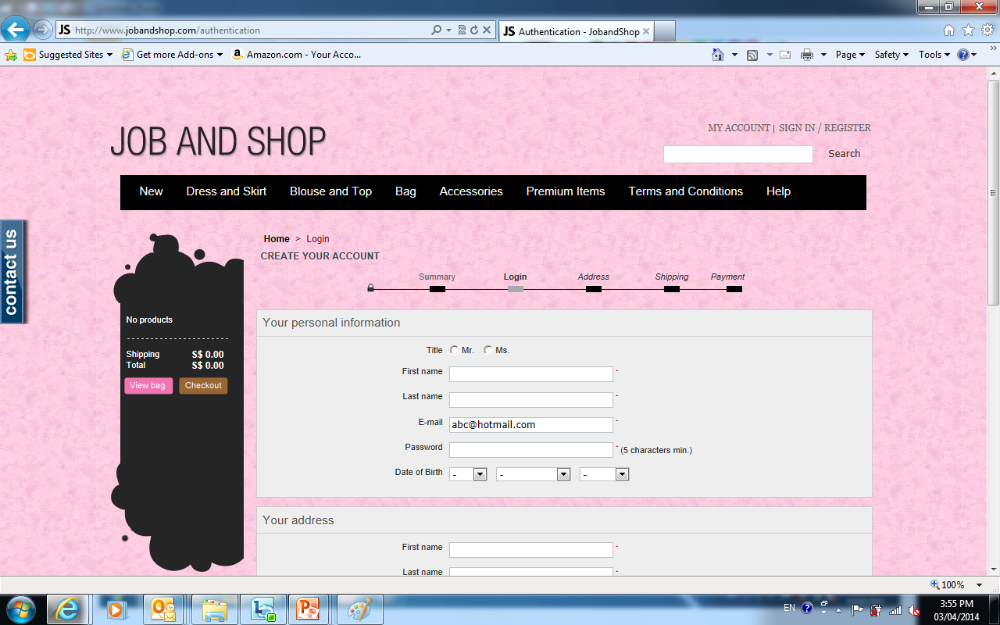 JS http://www.jobandshop.com/authentication
JS Authentication - JobandShop
Suggested Sites Get more Add-ons a Amazon.com - Your Acco... Page Safety Tools
JOB AND SHOP
MY ACCOUNT | SIGN IN / REGISTER
Search
New Dress and Skirt Blouse and Top Bag Accessories Premium Items Terms and Conditions Help
contact us
Home > Login
CREATE YOUR ACCOUNT
Summary Login Address Shipping Payment
No products
Shipping S$ 0.00
Total S$ 0.00
View bag Checkout
Your personal information
Title Mr. Ms.
First name
Last name
E-mail abc@hotmail.com
Password (5 characters min.)
Date of Birth - - -
Your address
First name
Last name
100%
EN
3:55 PM
03/04/2014